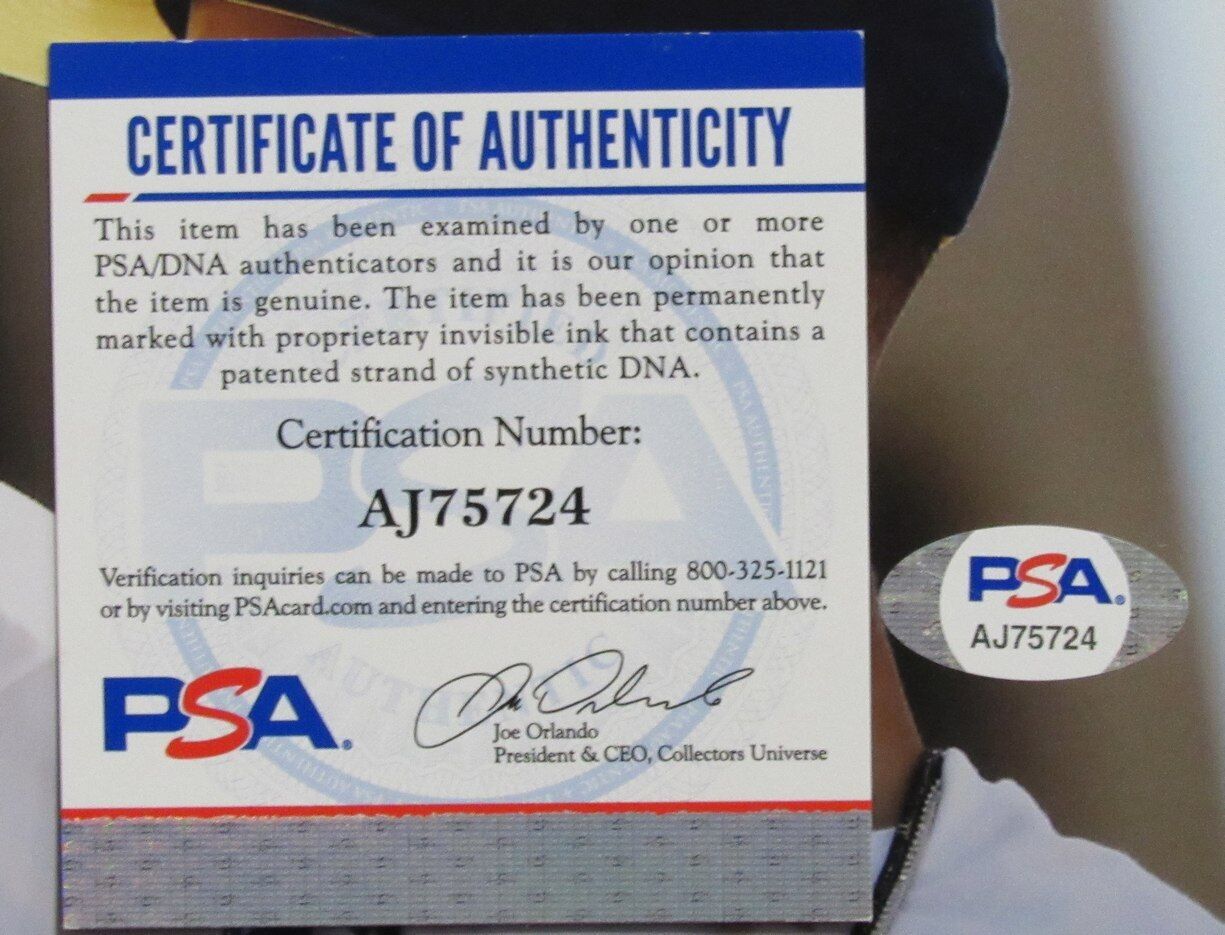 CERTIFICATE OF AUTHENTICITY
This item has been examined by one or more
PSA/DNA authenticators and it is our opinion that
the item is genuine. The item has been permanently
marked with proprietary invisible ink that contains a
patented strand of synthetic DNA.
Certification Number:
AJ75724
Verification inquiries can be made to PSA by calling 800-325-1121
or by visiting PSAcard.com and entering the certification number above.
PSA®
Joe Orlando
President & CEO, Collectors Universe
PSA®
AJ75724